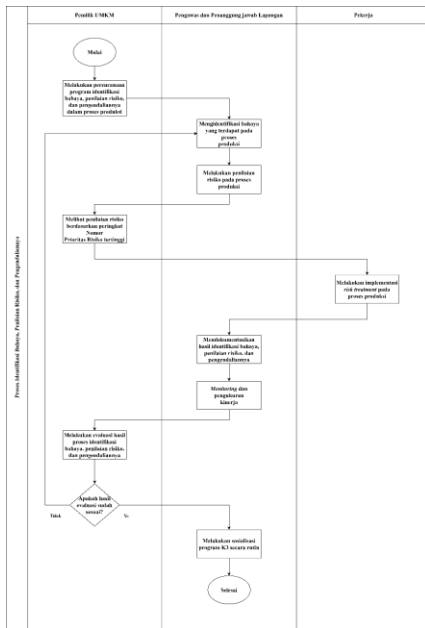 Pemilik UMKM
Pengawas dan Penanggung jawab Lapangan
Pekerja
Proses Identifikasi Bahaya, Penilaian Risiko, dan Pengendaliannya
Mulai
Melakukan perencanaan
program identifikasi
bahaya, penilaian risiko,
dan pengendaliannya
dalam proses produksi
Mengidentifikasi bahaya
yang terdapat pada
proses
produksi
Melakukan penilaian
risiko pada proses
produksi
Melihat penilaian risiko
berdasarkan peringkat
Nomor
Prioritas Risiko tertinggi
Melakukan implementasi
risk treatment pada
proses produksi
Mendokumentasikan
hasil identifikasi bahaya,
penilaian risiko, dan
pengendaliannya
Monitoring dan
pengukuran
kinerja
Melakukan evaluasi hasil
proses identifikasi
bahaya, penilaian risiko,
dan pengendaliannya
Apakah hasil
evaluasi sudah
sesuai?
Tidak
Ya
Melakukan sosialisasi
program K3 secara rutin
Selesai